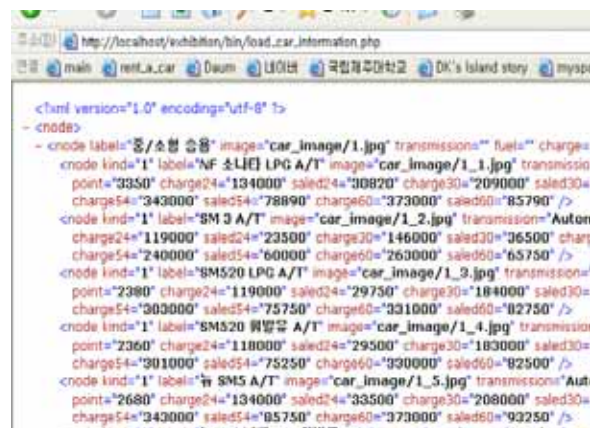 http://localhost/exhibition/bin/load_car_information.php
main rent_a_car Daum 네이버 국립제주대학교 DK's Island story myspa
<?xml version="1.0" encoding="utf-8" ?>
- <node>
- <node label="중/소형 승용" image="car_image/1.jpg" transmission="" fuel="" charge=
<node kind="1" label="NF 소나타 LPG A/T" image="car_image/1_1.jpg" transmissio
point="3350" charge24="134000" saled24="30820" charge30="209000" saled30=
charge54="343000" saled54="78890" charge60="373000" saled60="85790" />
<node kind="1" label="SM 3 A/T" image="car_image/1_2.jpg" transmission="Auton
charge24="119000" saled24="23500" charge30="146000" saled30="36500" charg
charge54="240000" saled54="60000" charge60="263000" saled60="65750" />
<node kind="1" label="SM520 LPG A/T" image="car_image/1_3.jpg" transmission=
point="2380" charge24="119000" saled24="29750" charge30="184000" saled30=
charge54="303000" saled54="75750" charge60="331000" saled60="82750" />
<node kind="1" label="SM520 휘발유 A/T" image="car_image/1_4.jpg" transmission
point="2360" charge24="118000" saled24="29500" charge30="183000" saled30=
charge54="301000" saled54="75250" charge60="330000" saled60="82500" />
<node kind="1" label="뉴 SM5 A/T" image="car_image/1_5.jpg" transmission="Aut
point="2680" charge24="134000" saled24="33500" charge30="208000" saled30=
charge54="343000" saled54="85750" charge60="373000" saled60="93250" />